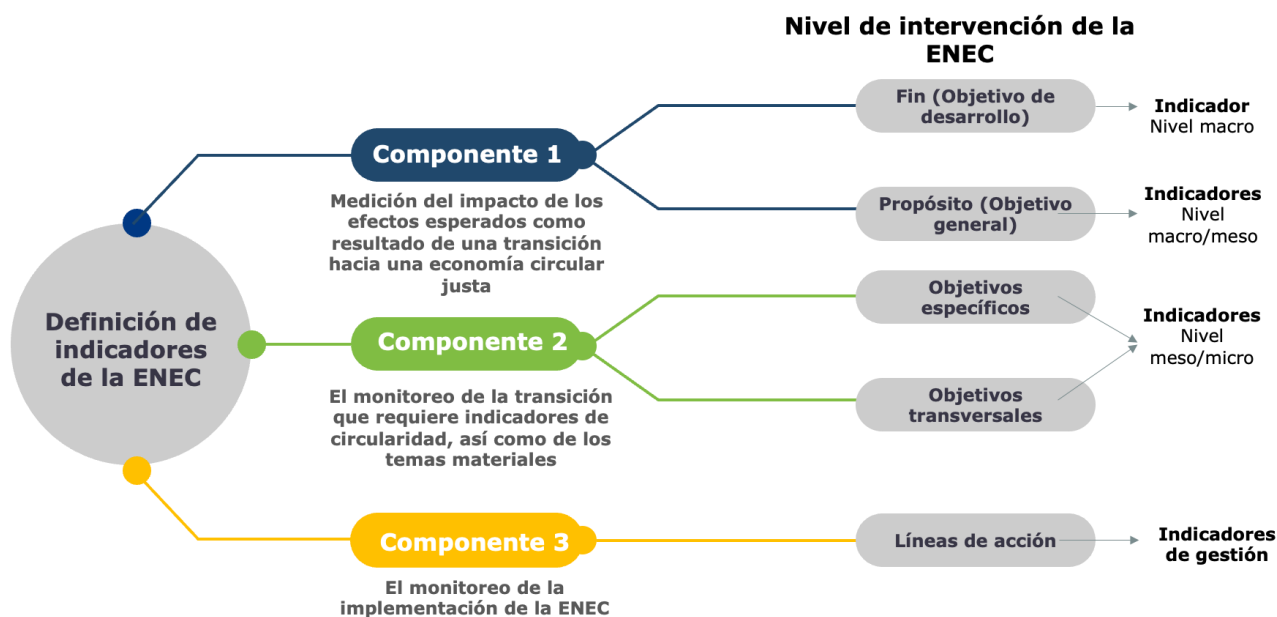 Nivel de intervención de la
ENEC
Fin (Objetivo de
desarrollo)
Indicador
Nivel macro
Componente 1
Medición del impacto de los
efectos esperados como
resultado de una transición
hacia una economía circular
justa
Propósito (Objetivo
general)
Indicadores
Nivel
macro/meso
Definición de
indicadores
de la ENEC
Componente 2
El monitoreo de la transición
que requiere indicadores de
circularidad, así como de los
temas materiales
Objetivos
específicos
Objetivos
transversales
Indicadores
Nivel
meso/micro
Componente 3
El monitoreo de la
implementación de la ENEC
Líneas de acción
Indicadores
de gestión